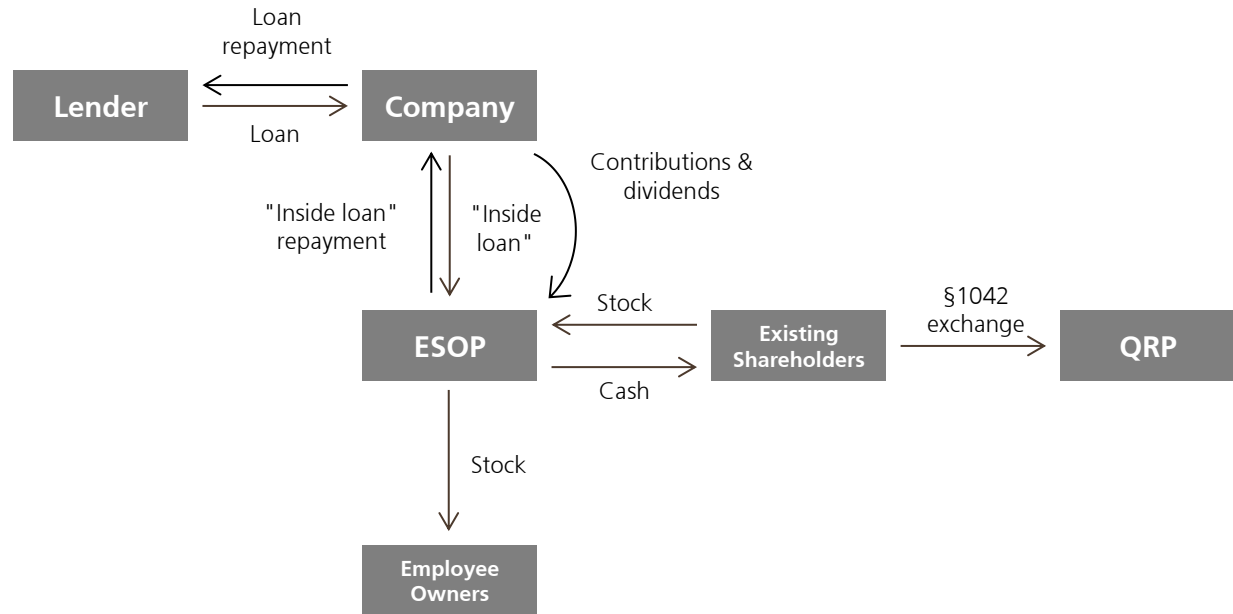 Loan
repayment
Lender
Company
Loan
Contributions &
dividends
"Inside loan"
repayment
"Inside
loan"
ESOP
Stock
Cash
Existing
Shareholders
§1042
exchange
QRP
Stock
Employee
Owners